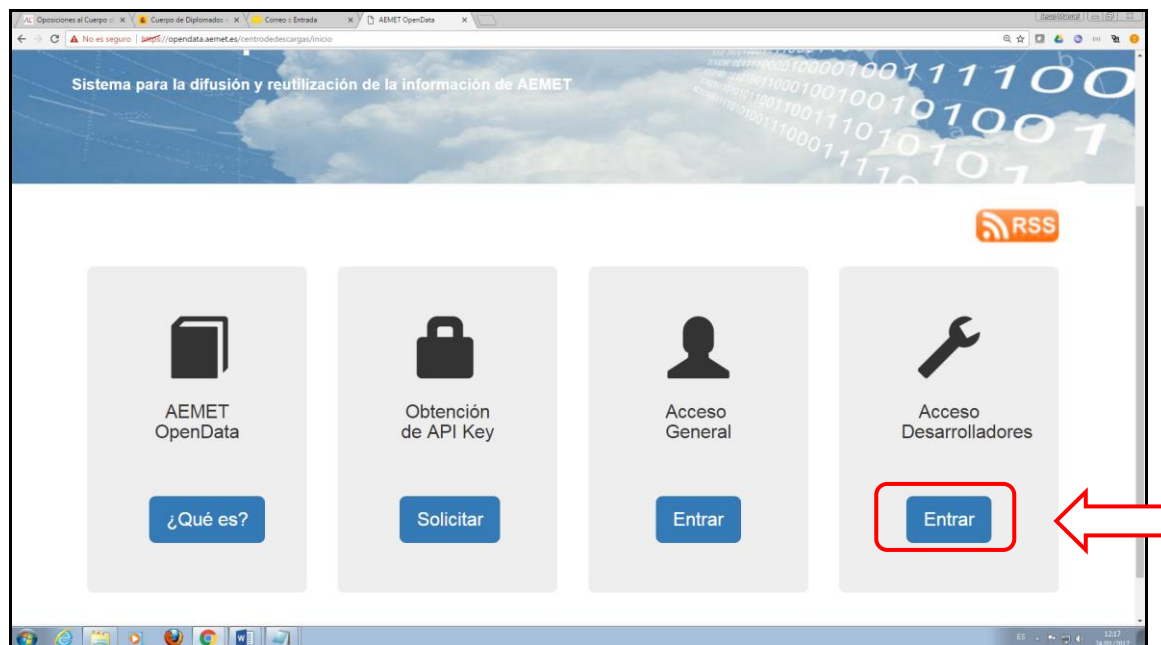 Oposiciones al Cuerpo d
Cuerpo de Diplomados e
Correo :: Entrada
AEMET OpenData
No es seguro
https://opendata.aemet.es/centrodedescargas/inicio
Sistema para la difusión y reutilización de la información de AEMET
RSS
AEMET
OpenData
¿Qué es?
Obtención
de API Key
Solicitar
Acceso
General
Entrar
Acceso
Desarrolladores
Entrar
ES
12:17